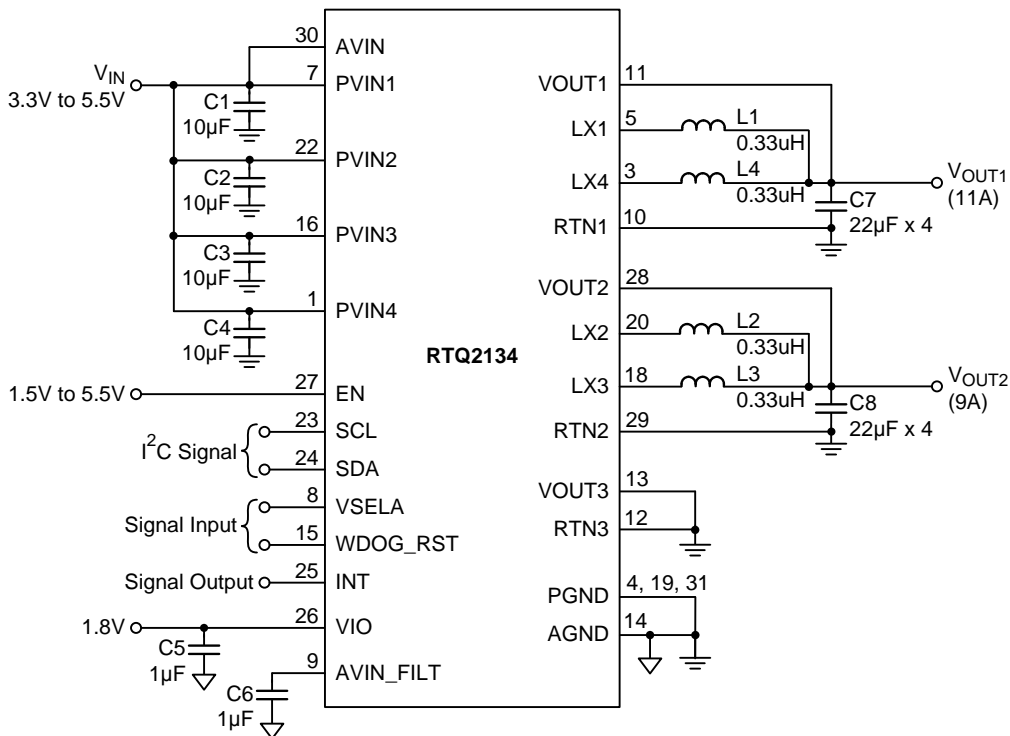 30 AVIN
V_IN
3.3V to 5.5V
7 PVIN1
C1
10µF
22 PVIN2
C2
10µF
16 PVIN3
C3
10µF
1 PVIN4
C4
10µF
1.5V to 5.5V
27 EN
I²C Signal
23 SCL
24 SDA
Signal Input
8 VSELA
15 WDOG_RST
Signal Output
25 INT
1.8V
26 VIO
C5
1µF
9 AVIN_FILT
C6
1µF
RTQ2134
VOUT1 11
LX1 5
L1
0.33uH
LX4 3
L4
0.33uH
V_OUT1
(11A)
RTN1 10
C7
22µF x 4
VOUT2 28
LX2 20
L2
0.33uH
LX3 18
L3
0.33uH
V_OUT2
(9A)
RTN2 29
C8
22µF x 4
VOUT3 13
RTN3 12
PGND 4, 19, 31
AGND 14